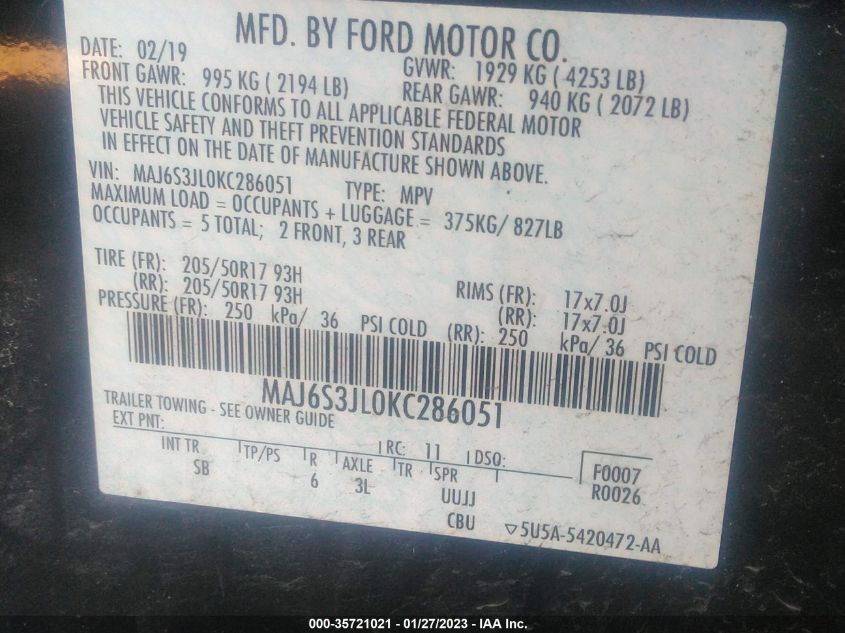 MFD. BY FORD MOTOR CO.
DATE: 02/19 GVWR: 1929 KG ( 4253 LB)
FRONT GAWR: 995 KG ( 2194 LB) REAR GAWR: 940 KG ( 2072 LB)
THIS VEHICLE CONFORMS TO ALL APPLICABLE FEDERAL MOTOR
VEHICLE SAFETY AND THEFT PREVENTION STANDARDS
IN EFFECT ON THE DATE OF MANUFACTURE SHOWN ABOVE.
VIN: MAJ6S3JL0KC286051 TYPE: MPV
MAXIMUM LOAD = OCCUPANTS + LUGGAGE = 375KG/ 827LB
OCCUPANTS = 5 TOTAL; 2 FRONT, 3 REAR
TIRE (FR): 205/50R17 93H RIMS (FR): 17x7.0J
(RR): 205/50R17 93H (RR): 17x7.0J
PRESSURE (FR): 250 kPa/ 36 PSI COLD (RR): 250 kPa/ 36 PSI COLD
MAJ6S3JL0KC286051
TRAILER TOWING - SEE OWNER GUIDE
EXT PNT: RC: 11 DSO: F0007
INT TR TP/PS R AXLE TR SPR R0026
SB 6 3L UUJJ
CBU ▽5U5A-5420472-AA
000-35721021 — 01/27/2023 — IAA Inc.